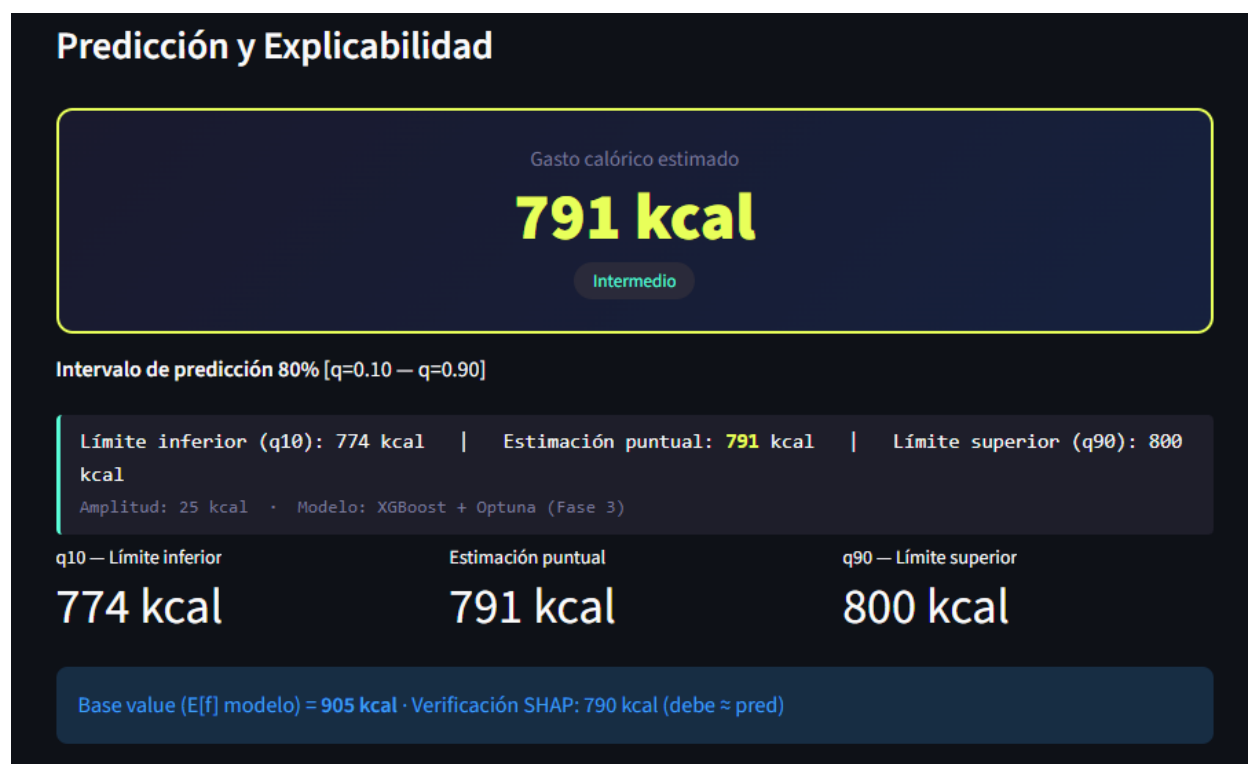 Predicción y Explicabilidad
Gasto calórico estimado
791 kcal
Intermedio
Intervalo de predicción 80% [q=0.10 — q=0.90]
Límite inferior (q10): 774 kcal | Estimación puntual: 791 kcal | Límite superior (q90): 800
kcal
Amplitud: 25 kcal · Modelo: XGBoost + Optuna (Fase 3)
q10 — Límite inferior
Estimación puntual
q90 — Límite superior
774 kcal
791 kcal
800 kcal
Base value (E[f] modelo) = 905 kcal · Verificación SHAP: 790 kcal (debe ≈ pred)